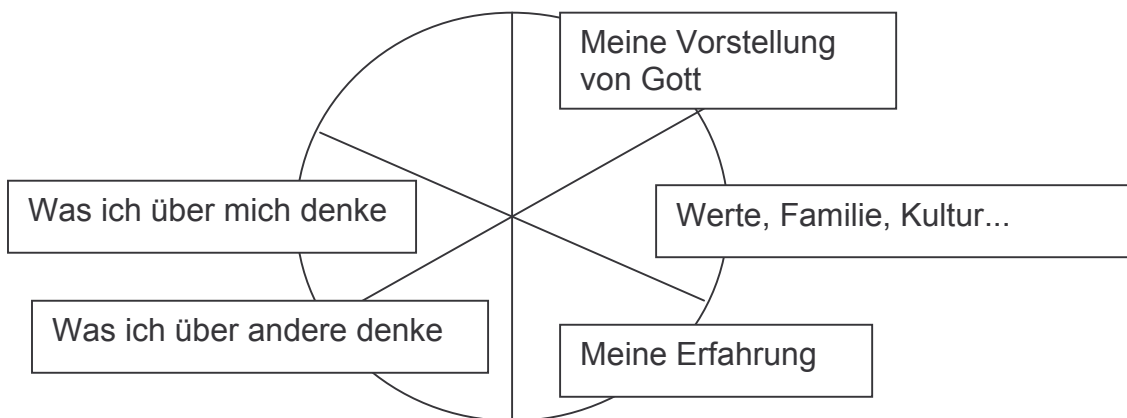 Meine Vorstellung
von Gott
Was ich über mich denke
Werte, Familie, Kultur...
Was ich über andere denke
Meine Erfahrung